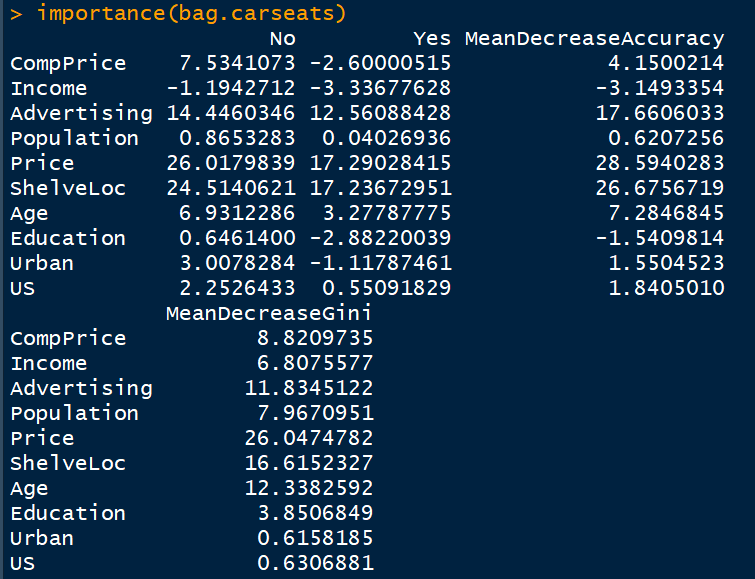 > importance(bag.carseats)
No Yes MeanDecreaseAccuracy
CompPrice 7.5341073 -2.60000515 4.1500214
Income -1.1942712 -3.33677628 -3.1493354
Advertising 14.4460346 12.56088428 17.6606033
Population 0.8653283 0.04026936 0.6207256
Price 26.0179839 17.29028415 28.5940283
ShelveLoc 24.5140621 17.23672951 26.6756719
Age 6.9312286 3.27787775 7.2846845
Education 0.6461400 -2.88220039 -1.5409814
Urban 3.0078284 -1.11787461 1.5504523
US 2.2526433 0.55091829 1.8405010
MeanDecreaseGini
CompPrice 8.8209735
Income 6.8075577
Advertising 11.8345122
Population 7.9670951
Price 26.0474782
ShelveLoc 16.6152327
Age 12.3382592
Education 3.8506849
Urban 0.6158185
US 0.6306881